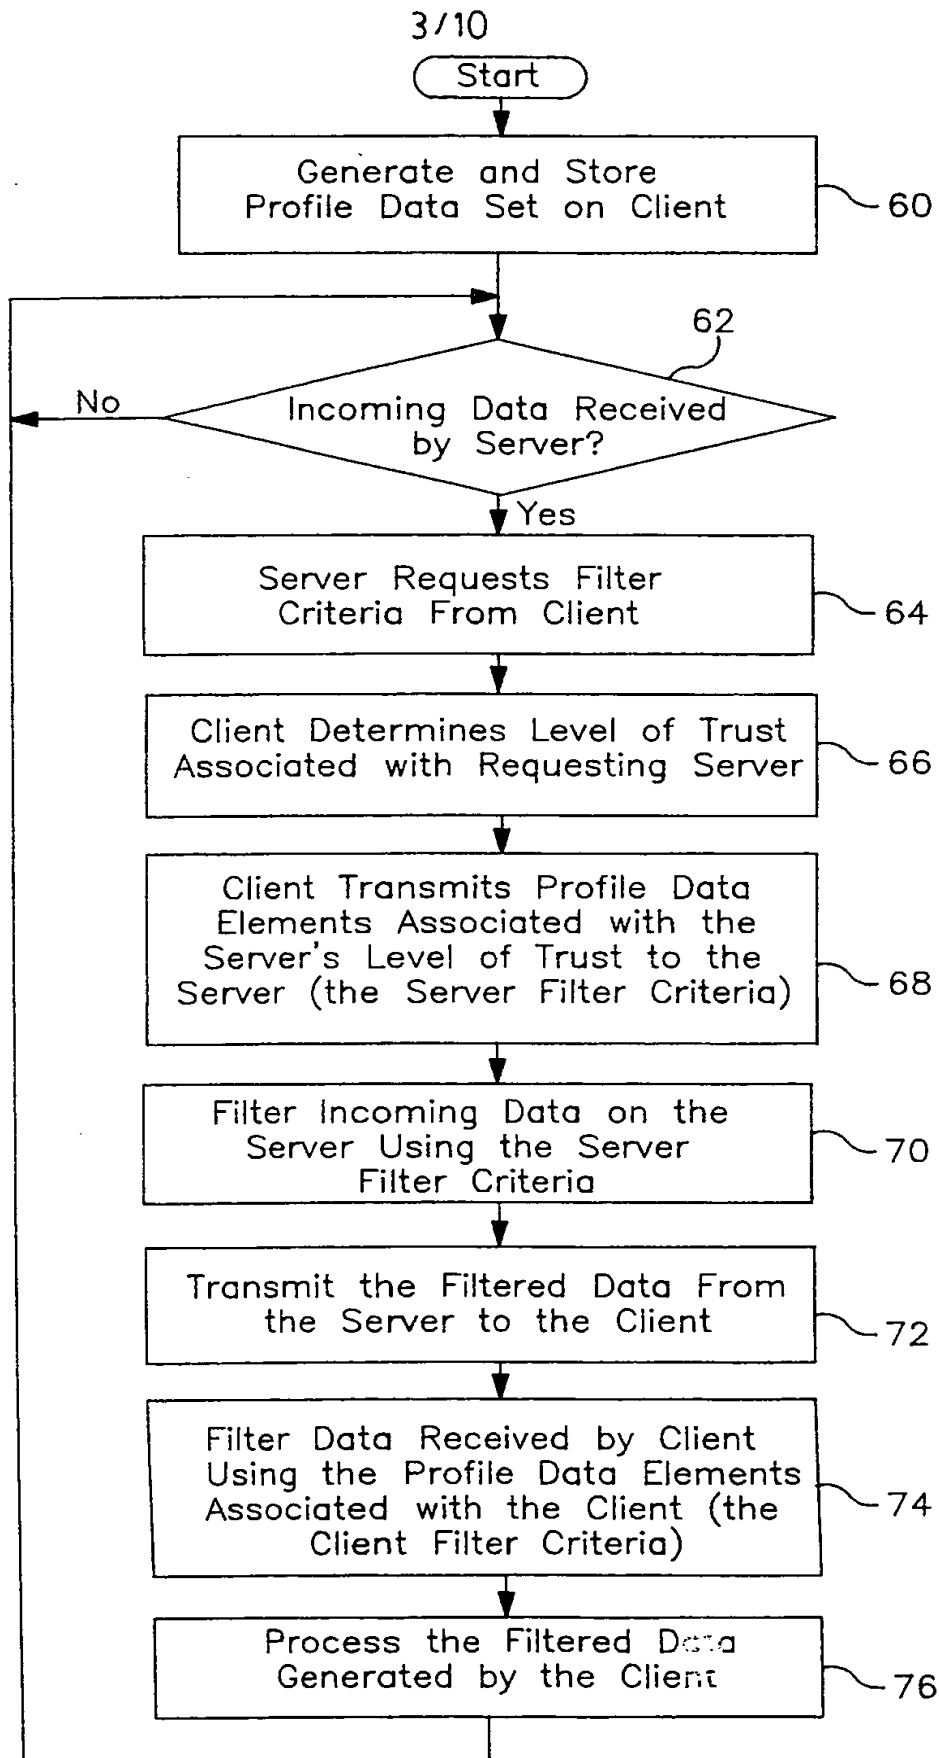 3/10
Start
Generate and Store
Profile Data Set on Client
60
62
No
Incoming Data Received
by Server?
Yes
Server Requests Filter
Criteria From Client
64
Client Determines Level of Trust
Associated with Requesting Server
66
Client Transmits Profile Data
Elements Associated with the
Server's Level of Trust to the
Server (the Server Filter Criteria)
68
Filter Incoming Data on the
Server Using the Server
Filter Criteria
70
Transmit the Filtered Data From
the Server to the Client
72
Filter Data Received by Client
Using the Profile Data Elements
Associated with the Client (the
Client Filter Criteria)
74
Process the Filtered Data
Generated by the Client
76